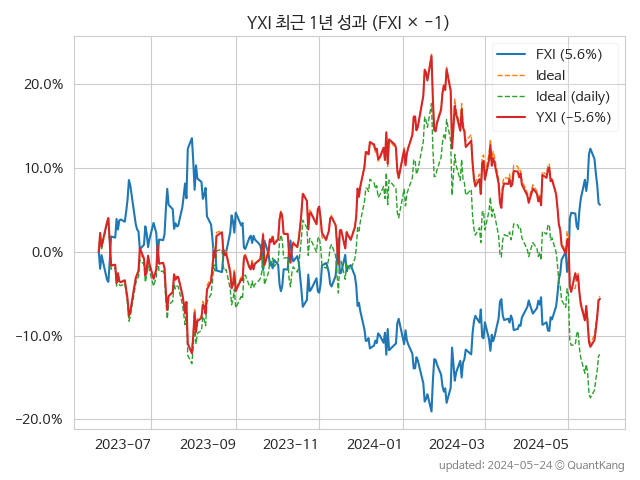 YXI 최근 1년 성과 (FXI × −1)
FXI (5.6%)
Ideal
Ideal (daily)
YXI (−5.6%)
20.0%
10.0%
0.0%
−10.0%
−20.0%
2023-07 2023-09 2023-11 2024-01 2024-03 2024-05
updated: 2024-05-24 © QuantKang